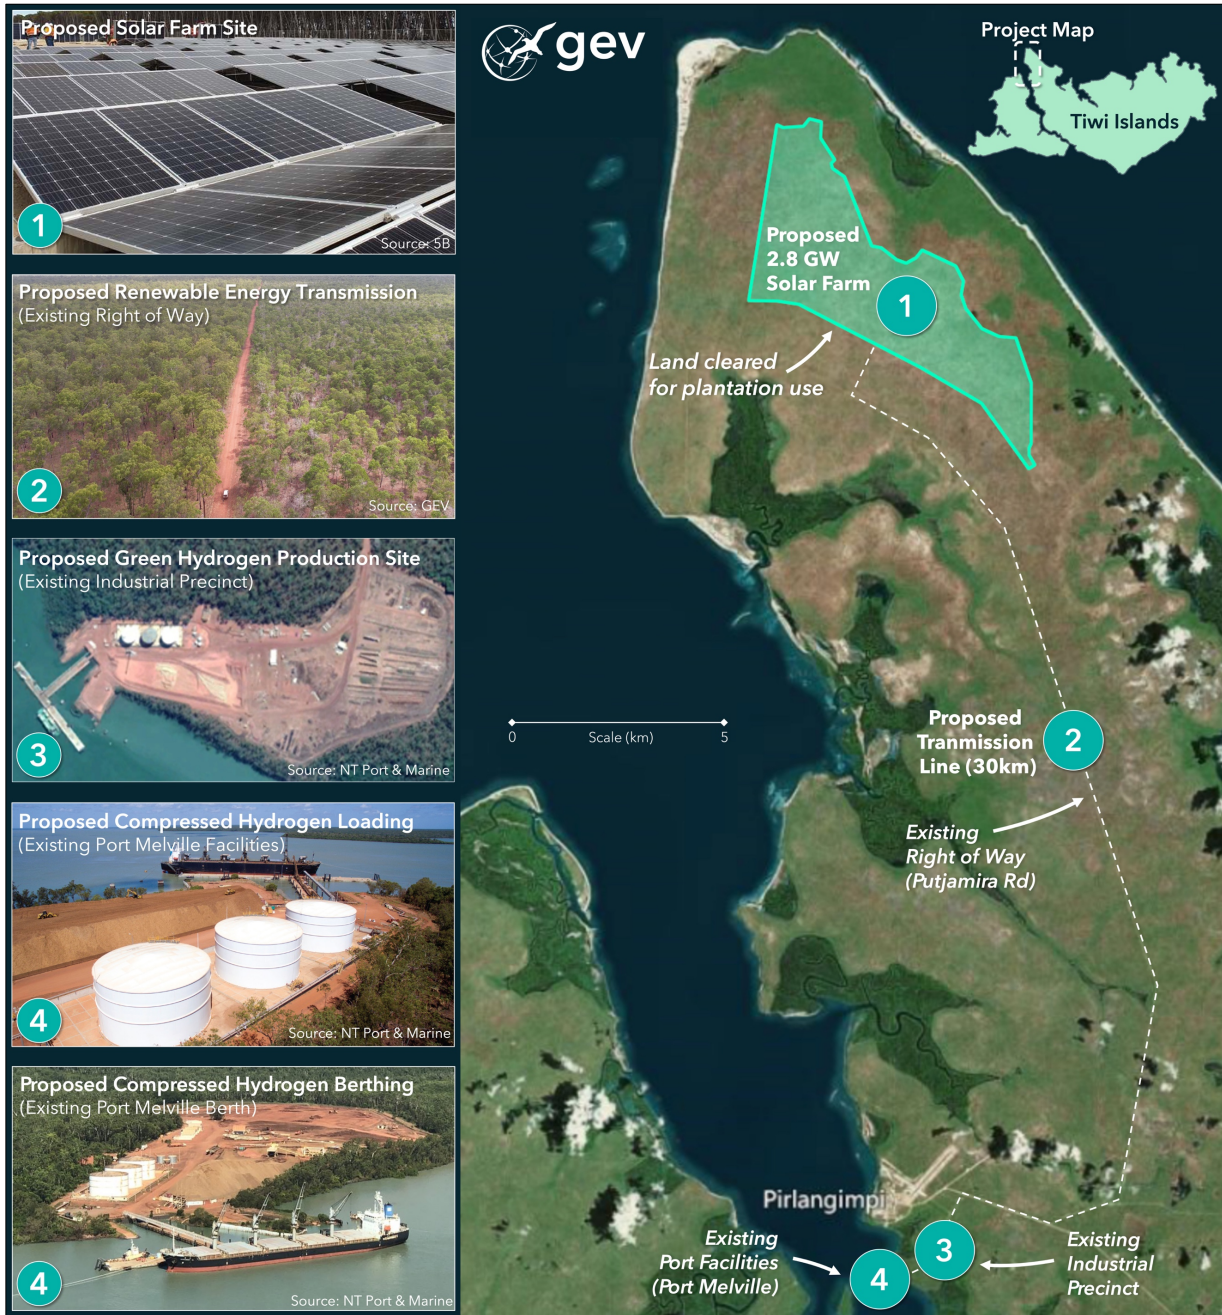 Proposed Solar Farm Site
1
Source: 5B
Proposed Renewable Energy Transmission
(Existing Right of Way)
2
Source: GEV
Proposed Green Hydrogen Production Site
(Existing Industrial Precinct)
3
Source: NT Port & Marine
Proposed Compressed Hydrogen Loading
(Existing Port Melville Facilities)
4
Source: NT Port & Marine
Proposed Compressed Hydrogen Berthing
(Existing Port Melville Berth)
4
Source: NT Port & Marine
gev
Project Map
Tiwi Islands
Proposed
2.8 GW
Solar Farm
1
Land cleared
for plantation use
0 Scale (km) 5
Proposed
Tranmission
Line (30km)
2
Existing
Right of Way
(Putjamira Rd)
Pirlangimpi
Existing
Port Facilities
(Port Melville)
4
3
Existing
Industrial
Precinct